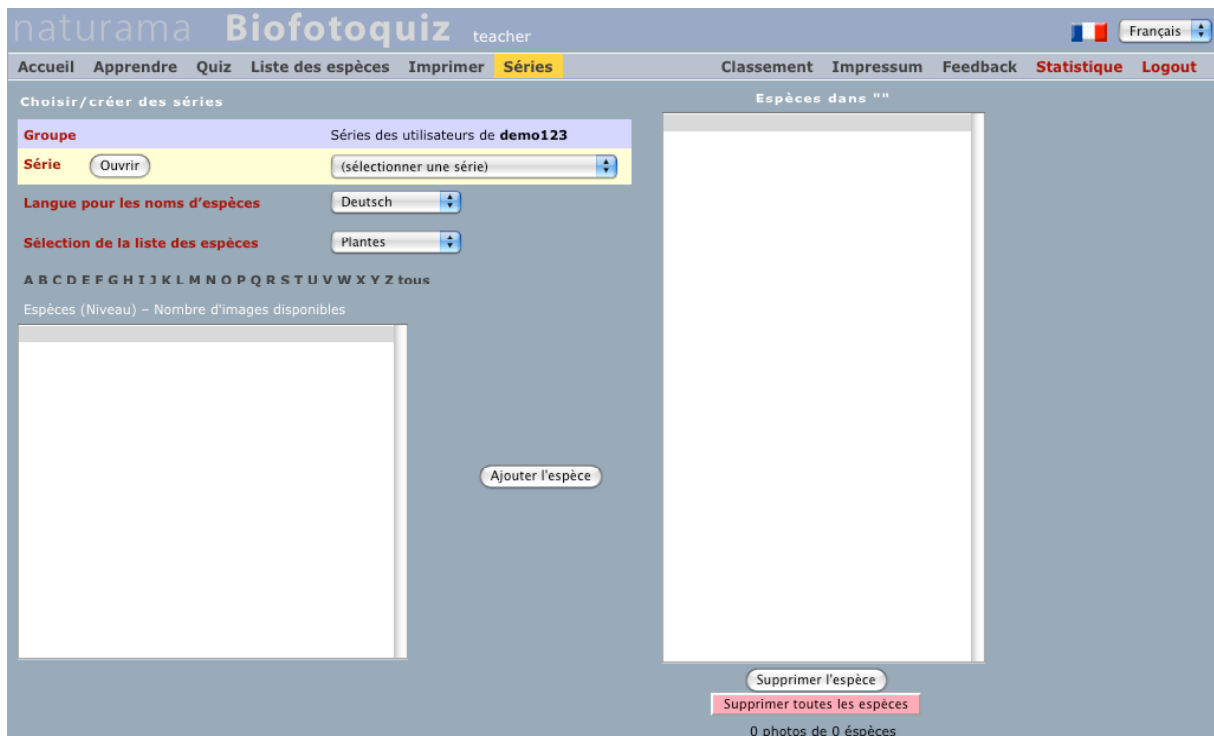 naturama Biofotoquiz teacher
Français
Accueil Apprendre Quiz Liste des espèces Imprimer Séries Classement Impressum Feedback Statistique Logout
Choisir/créer des séries
Groupe Séries des utilisateurs de demo123
Série Ouvrir (sélectionner une série)
Langue pour les noms d'espèces Deutsch
Sélection de la liste des espèces Plantes
A B C D E F G H I J K L M N O P Q R S T U V W X Y Z tous
Espèces (Niveau) – Nombre d'images disponibles
Ajouter l'espèce
Espèces dans ""
Supprimer l'espèce
Supprimer toutes les espèces
0 photos de 0 éspèces